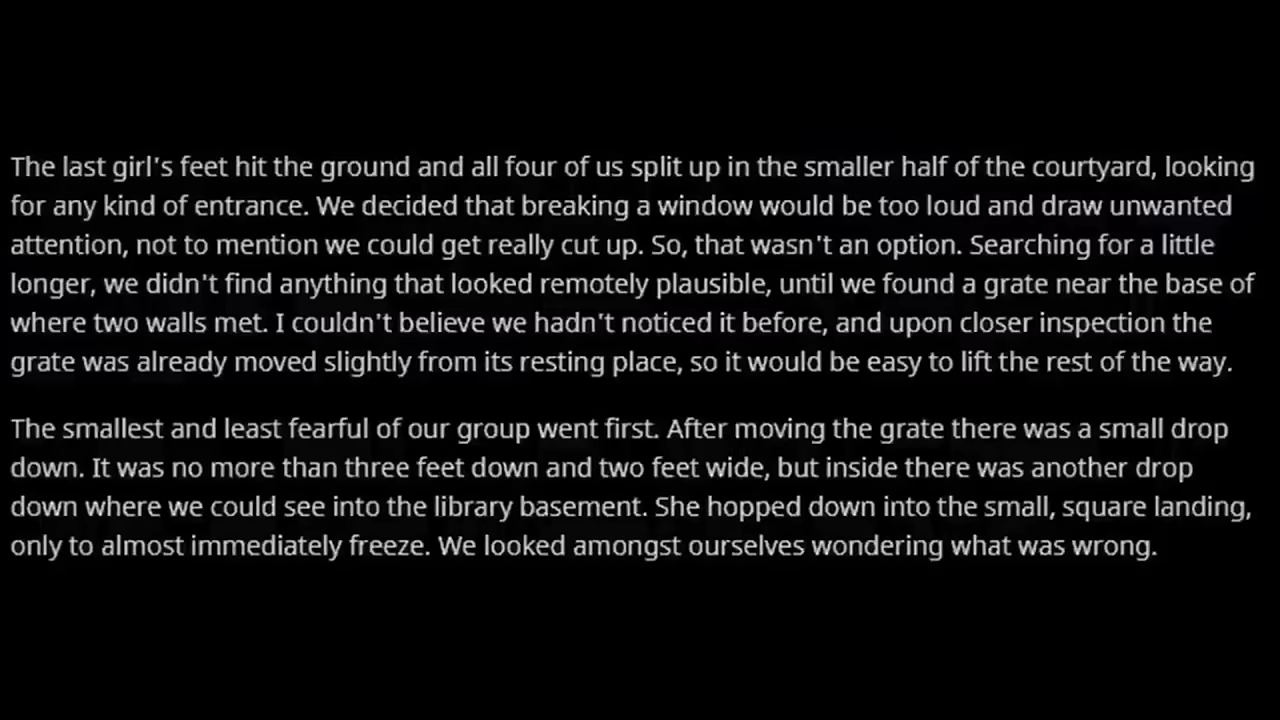 The last girl's feet hit the ground and all four of us split up in the smaller half of the courtyard, looking
for any kind of entrance. We decided that breaking a window would be too loud and draw unwanted
attention, not to mention we could get really cut up. So, that wasn't an option. Searching for a little
longer, we didn't find anything that looked remotely plausible, until we found a grate near the base of
where two walls met. I couldn't believe we hadn't noticed it before, and upon closer inspection the
grate was already moved slightly from its resting place, so it would be easy to lift the rest of the way.
The smallest and least fearful of our group went first. After moving the grate there was a small drop
down. It was no more than three feet down and two feet wide, but inside there was another drop
down where we could see into the library basement. She hopped down into the small, square landing,
only to almost immediately freeze. We looked amongst ourselves wondering what was wrong.